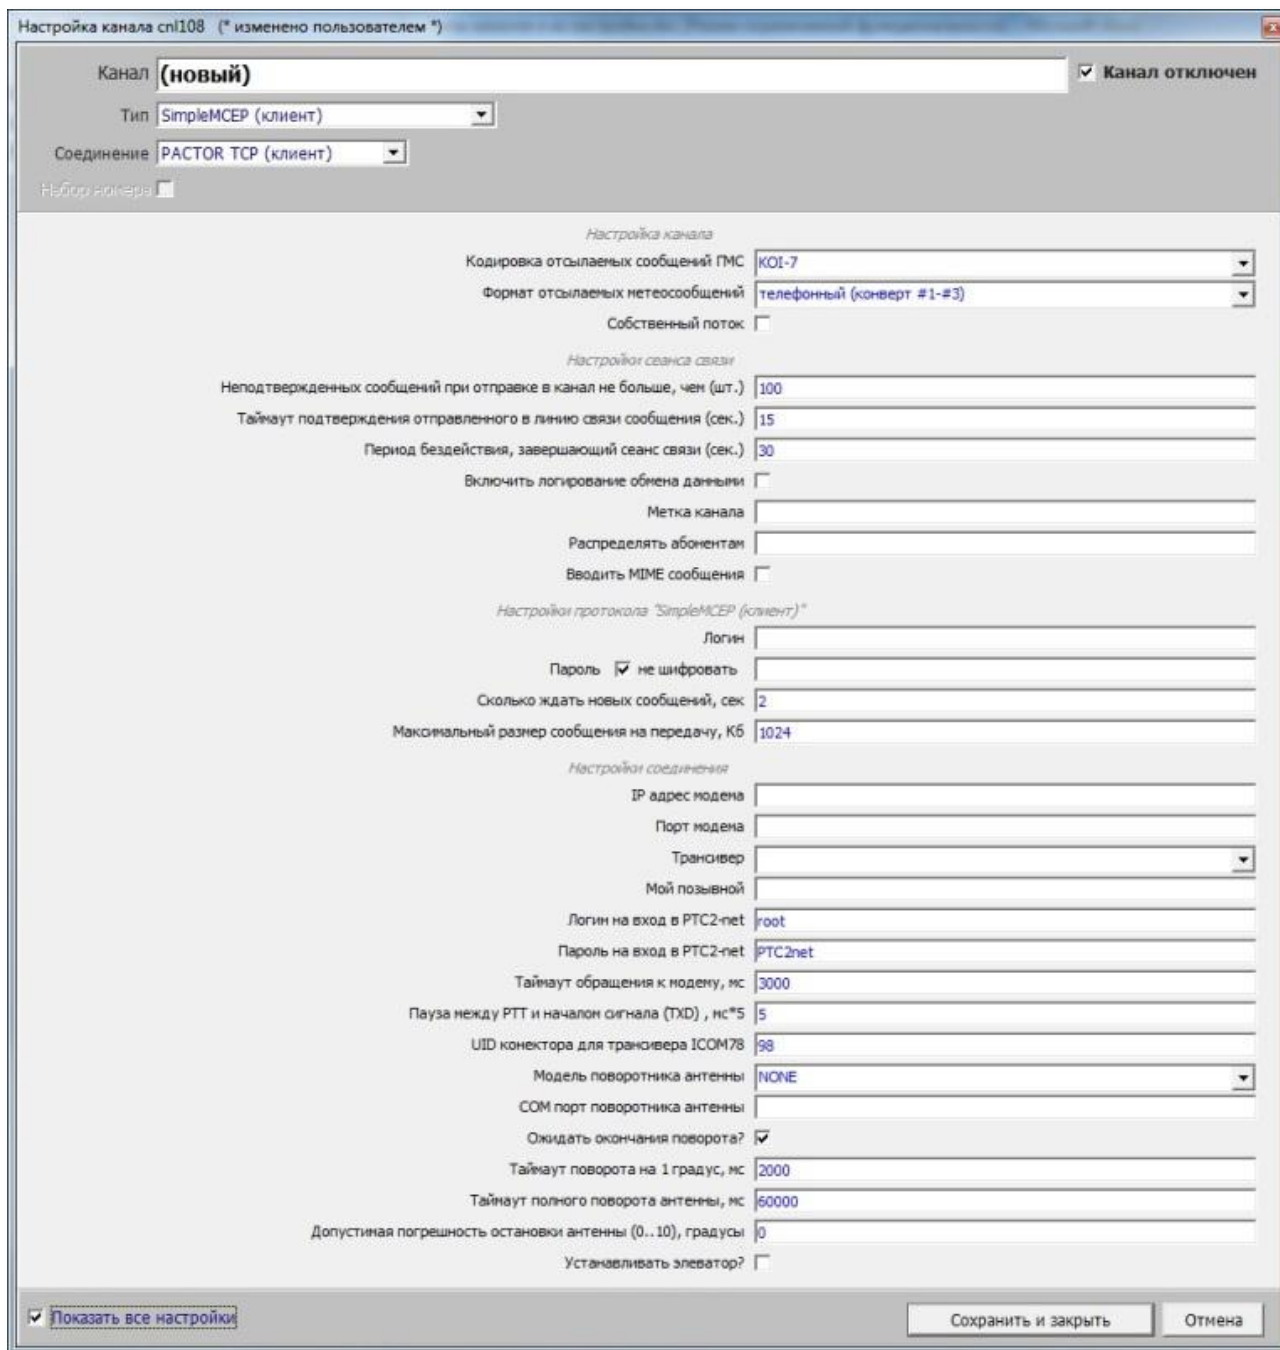 Настройка канала cnl108 (* изменено пользователем *)
Канал (новый) Канал отключен
Тип SimpleMCEP (клиент)
Соединение PACTOR TCP (клиент)
Набор номера
Настройка канала
Кодировка отсылаемых сообщений ГМС KOI-7
Формат отсылаемых метеосообщений телефонный (конверт #1-#3)
Собственный поток
Настройки сеанса связи
Неподтвержденных сообщений при отправке в канал не больше, чем (шт.) 100
Таймаут подтверждения отправленного в линию связи сообщения (сек.) 15
Период бездействия, завершающий сеанс связи (сек.) 30
Включить логирование обмена данными
Метка канала
Распределять абонентам
Вводить MIME сообщения
Настройки протокола "SimpleMCEP (клиент)"
Логин
Пароль не шифровать
Сколько ждать новых сообщений, сек 2
Максимальный размер сообщения на передачу, Кб 1024
Настройки соединения
IP адрес модема
Порт модема
Трансивер
Мой позывной
Логин на вход в PTC2-net root
Пароль на вход в PTC2-net PTC2net
Таймаут обращения к модему, мс 3000
Пауза между PTT и началом сигнала (TXD) , мс*5 5
UID конектора для трансивера ICOM78 98
Модель поворотника антенны NONE
COM порт поворотника антенны
Ожидать окончания поворота?
Таймаут поворота на 1 градус, мс 2000
Таймаут полного поворота антенны, мс 60000
Допустимая погрешность остановки антенны (0..10), градусы 0
Устанавливать элеватор?
Показать все настройки Сохранить и закрыть Отмена